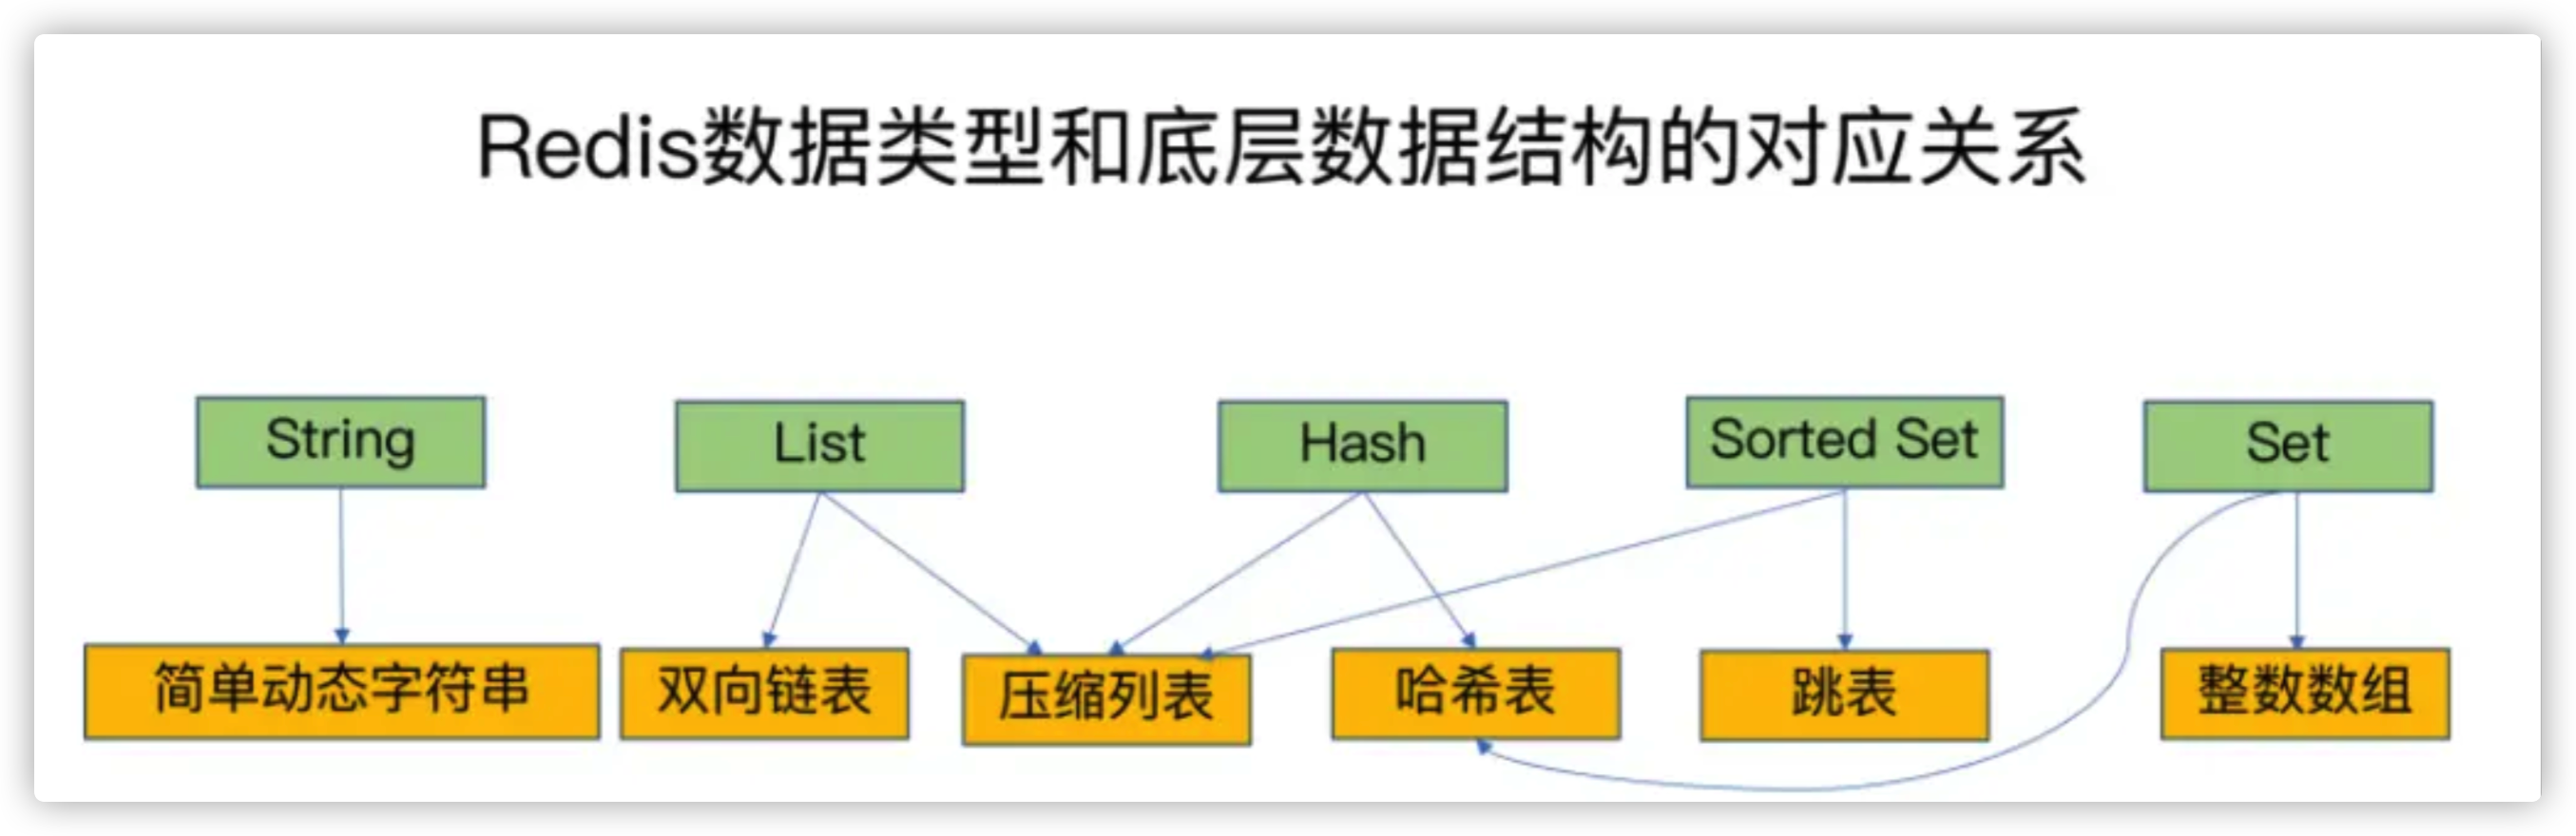 Redis数据类型和底层数据结构的对应关系
String
List
Hash
Sorted Set
Set
简单动态字符串
双向链表
压缩列表
哈希表
跳表
整数数组